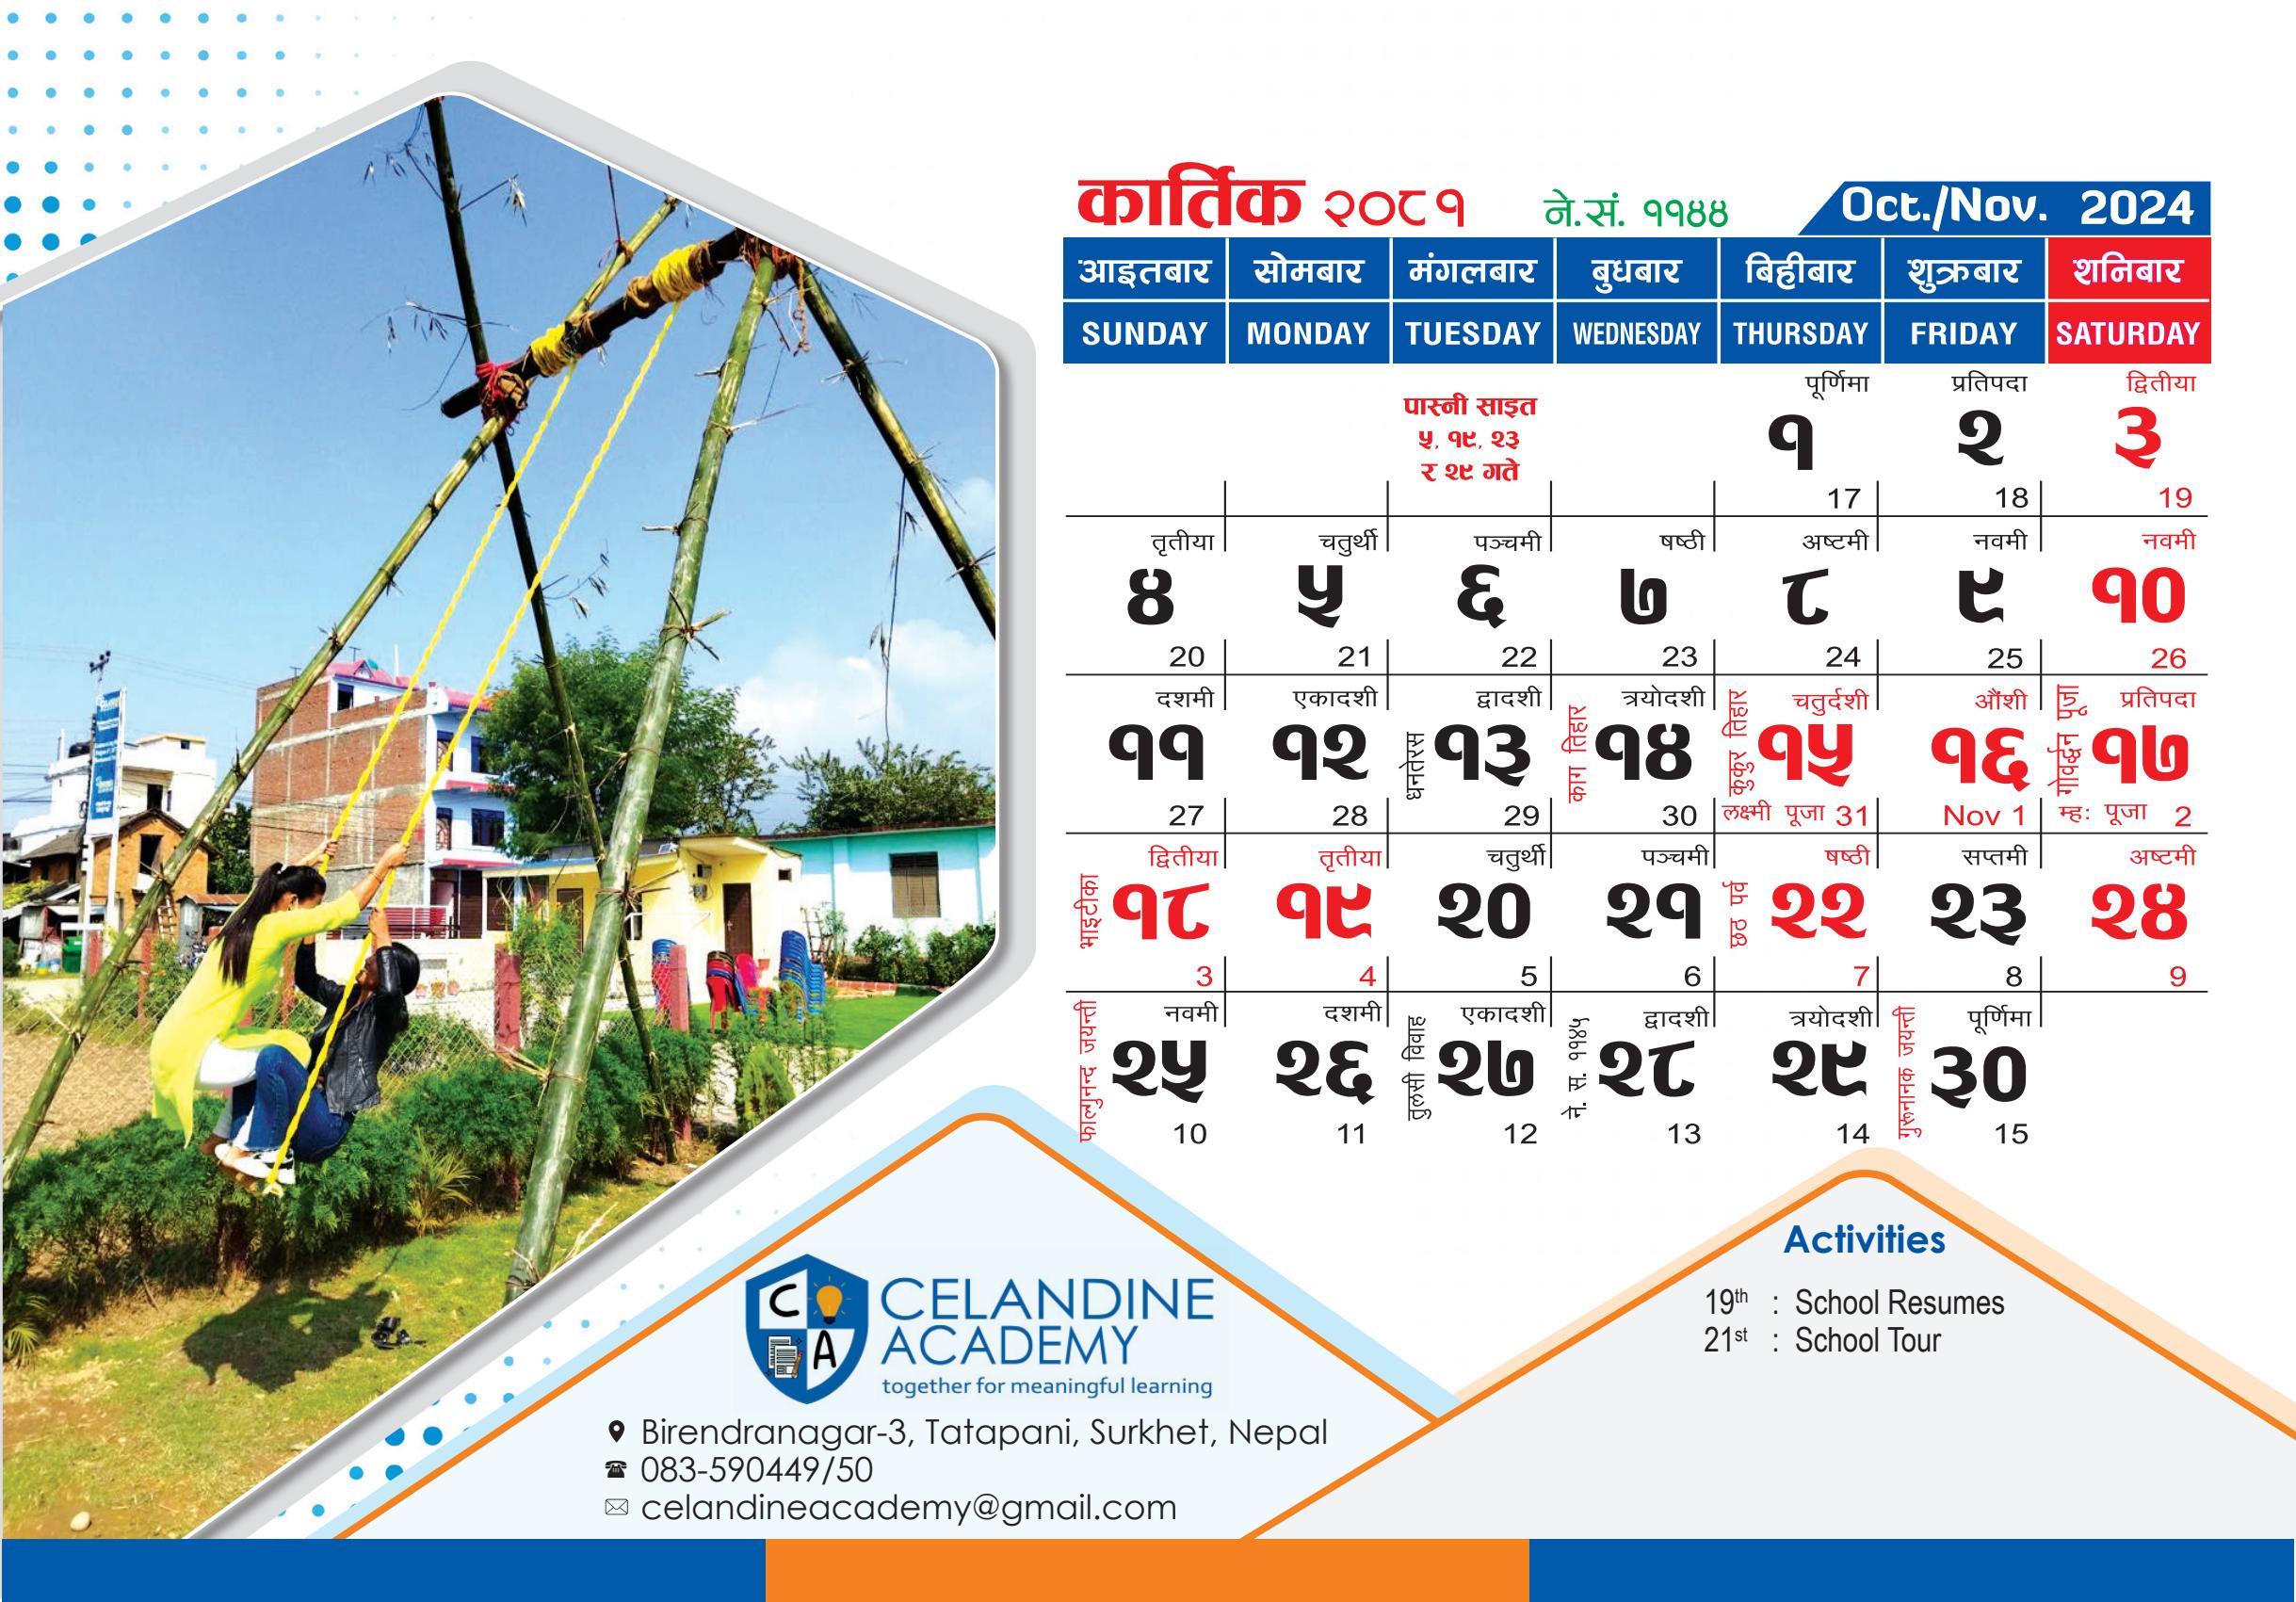 कार्तिक २०८१ ने.सं. ११४४ Oct./Nov. 2024
आइतबार सोमबार मंगलबार बुधबार बिहीबार शुक्रबार शनिबार
SUNDAY MONDAY TUESDAY WEDNESDAY THURSDAY FRIDAY SATURDAY
पास्नी साइत
५, १९, २३
र २९ गते
पूर्णिमा प्रतिपदा द्वितीया
१ २ ३
17 18 19
तृतीया चतुर्थी पञ्चमी षष्ठी अष्टमी नवमी नवमी
४ ५ ६ ७ ८ ९ १०
20 21 22 23 24 25 26
दशमी एकादशी द्वादशी त्रयोदशी चतुर्दशी औंशी प्रतिपदा
११ १२ धनतेरस १३ काग तिहार १४ कुकुर तिहार १५ १६ गोवर्द्धन पूजा १७
27 28 29 30 लक्ष्मी पूजा 31 Nov 1 म्हः पूजा 2
द्वितीया तृतीया चतुर्थी पञ्चमी षष्ठी सप्तमी अष्टमी
भाइटीका १८ १९ २० २१ छठ पर्व २२ २३ २४
3 4 5 6 7 8 9
नवमी दशमी एकादशी द्वादशी त्रयोदशी पूर्णिमा
फाल्गुनन्द जयन्ती २५ २६ तुलसी विवाह २७ ने. स. ११४५ २८ २९ गुरूनानक जयन्ती ३०
10 11 12 13 14 15
Activities
19th : School Resumes
21st : School Tour
C A
CELANDINE
ACADEMY
together for meaningful learning
Birendranagar-3, Tatapani, Surkhet, Nepal
083-590449/50
celandineacademy@gmail.com